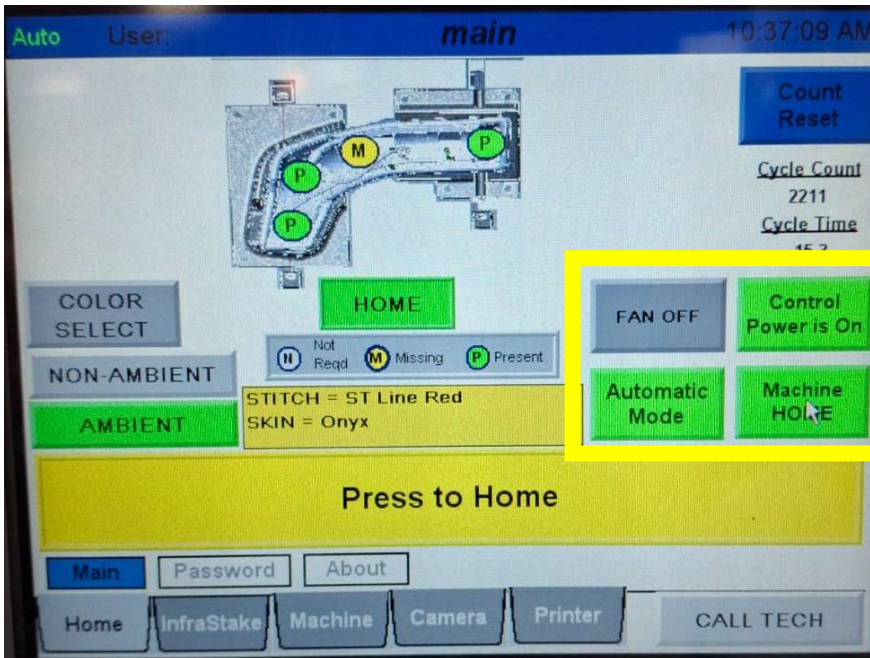 Auto User: main 10:37:09 AM
Count
Reset
P
M
P
P
Cycle Count
2211
Cycle Time
COLOR
SELECT
HOME
FAN OFF
Control
Power is On
N Not
Reqd
M Missing
P Present
NON-AMBIENT
AMBIENT
STITCH = ST Line Red
SKIN = Onyx
Automatic
Mode
Machine
HOME
Press to Home
Main Password About
Home InfraStake Machine Camera Printer CALL TECH